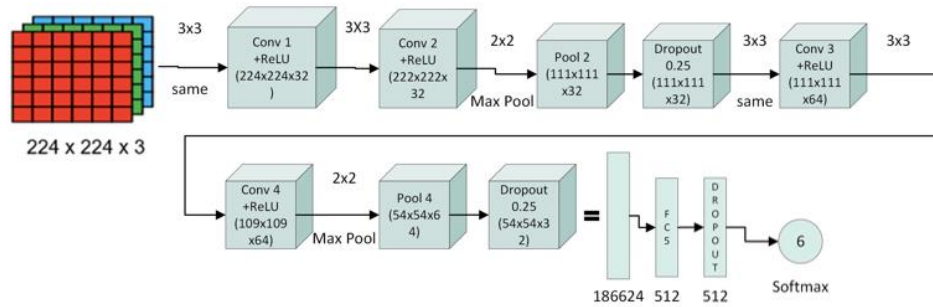 224 x 224 x 3
3x3
same
Conv 1
+ReLU
(224x224x32
)
3X3
Conv 2
+ReLU
(222x222x
32
2x2
Max Pool
Pool 2
(111x111
x32)
Dropout
0.25
(111x111
x32)
3x3
same
Conv 3
+ReLU
(111x111
x64)
3x3
Conv 4
+ReLU
(109x109
x64)
2x2
Max Pool
Pool 4
(54x54x6
4)
Dropout
0.25
(54x54x3
2)
=
186624
F
C
5
512
D
R
O
P
O
U
T
512
6
Softmax